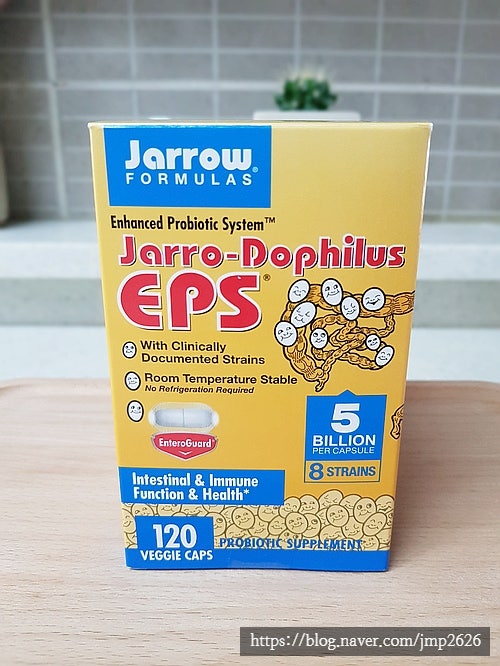 Jarrow®
FORMULAS
Enhanced Probiotic System™
Jarro-Dophilus
EPS®
With Clinically
Documented Strains
Room Temperature Stable
No Refrigeration Required
EnteroGuard®
5
BILLION
PER CAPSULE
8 STRAINS
Intestinal & Immune
Function & Health*
120
VEGGIE CAPS
PROBIOTIC SUPPLEMENT
https://blog.naver.com/jmp2626